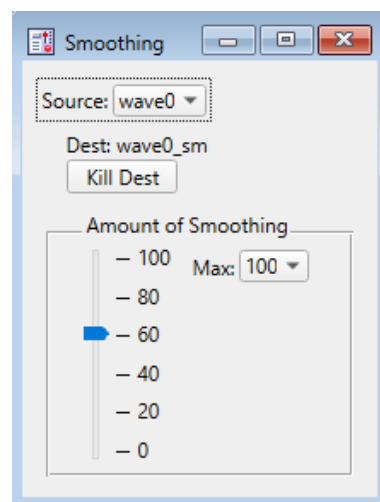 Smoothing
Source: wave0
Dest: wave0_sm
Kill Dest
Amount of Smoothing
100 Max: 100
80
60
40
20
0